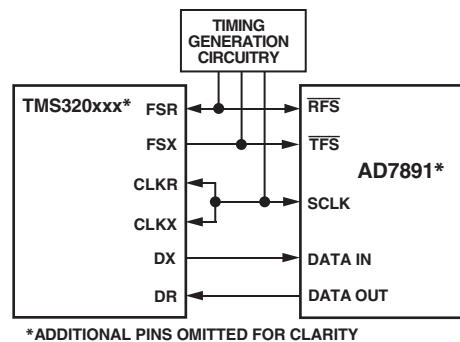 TIMING
GENERATION
CIRCUITRY
TMS320xxx*
FSR
RFS
FSX
TFS
AD7891*
CLKR
SCLK
CLKX
DX
DATA IN
DR
DATA OUT
*ADDITIONAL PINS OMITTED FOR CLARITY